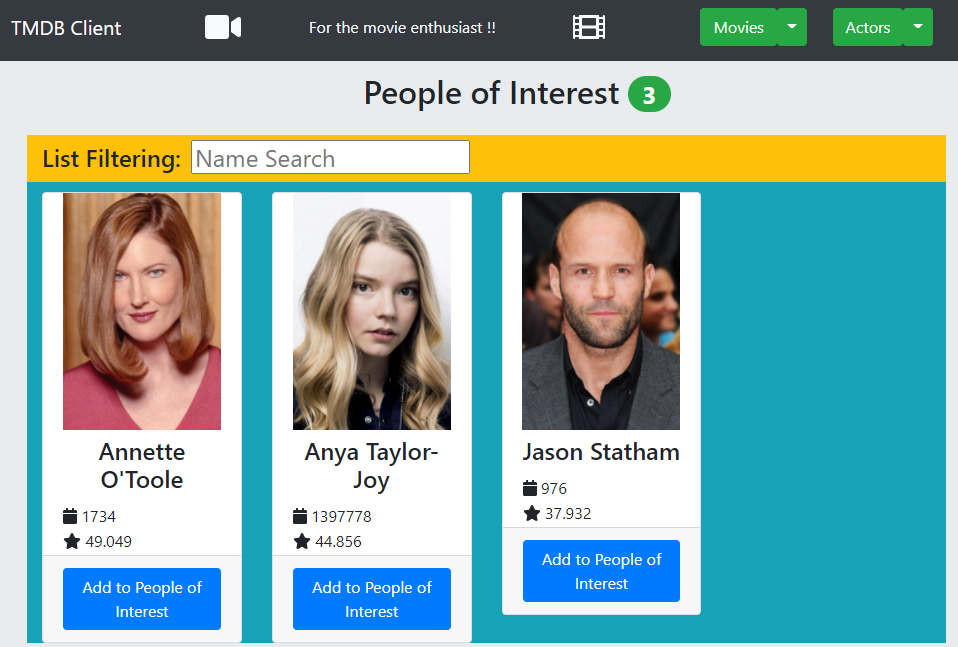 TMDB Client For the movie enthusiast !! Movies Actors
People of Interest 3
List Filtering: Name Search
Annette
O'Toole
1734
49.049
Add to People of
Interest
Anya Taylor-
Joy
1397778
44.856
Add to People of
Interest
Jason Statham
976
37.932
Add to People of
Interest